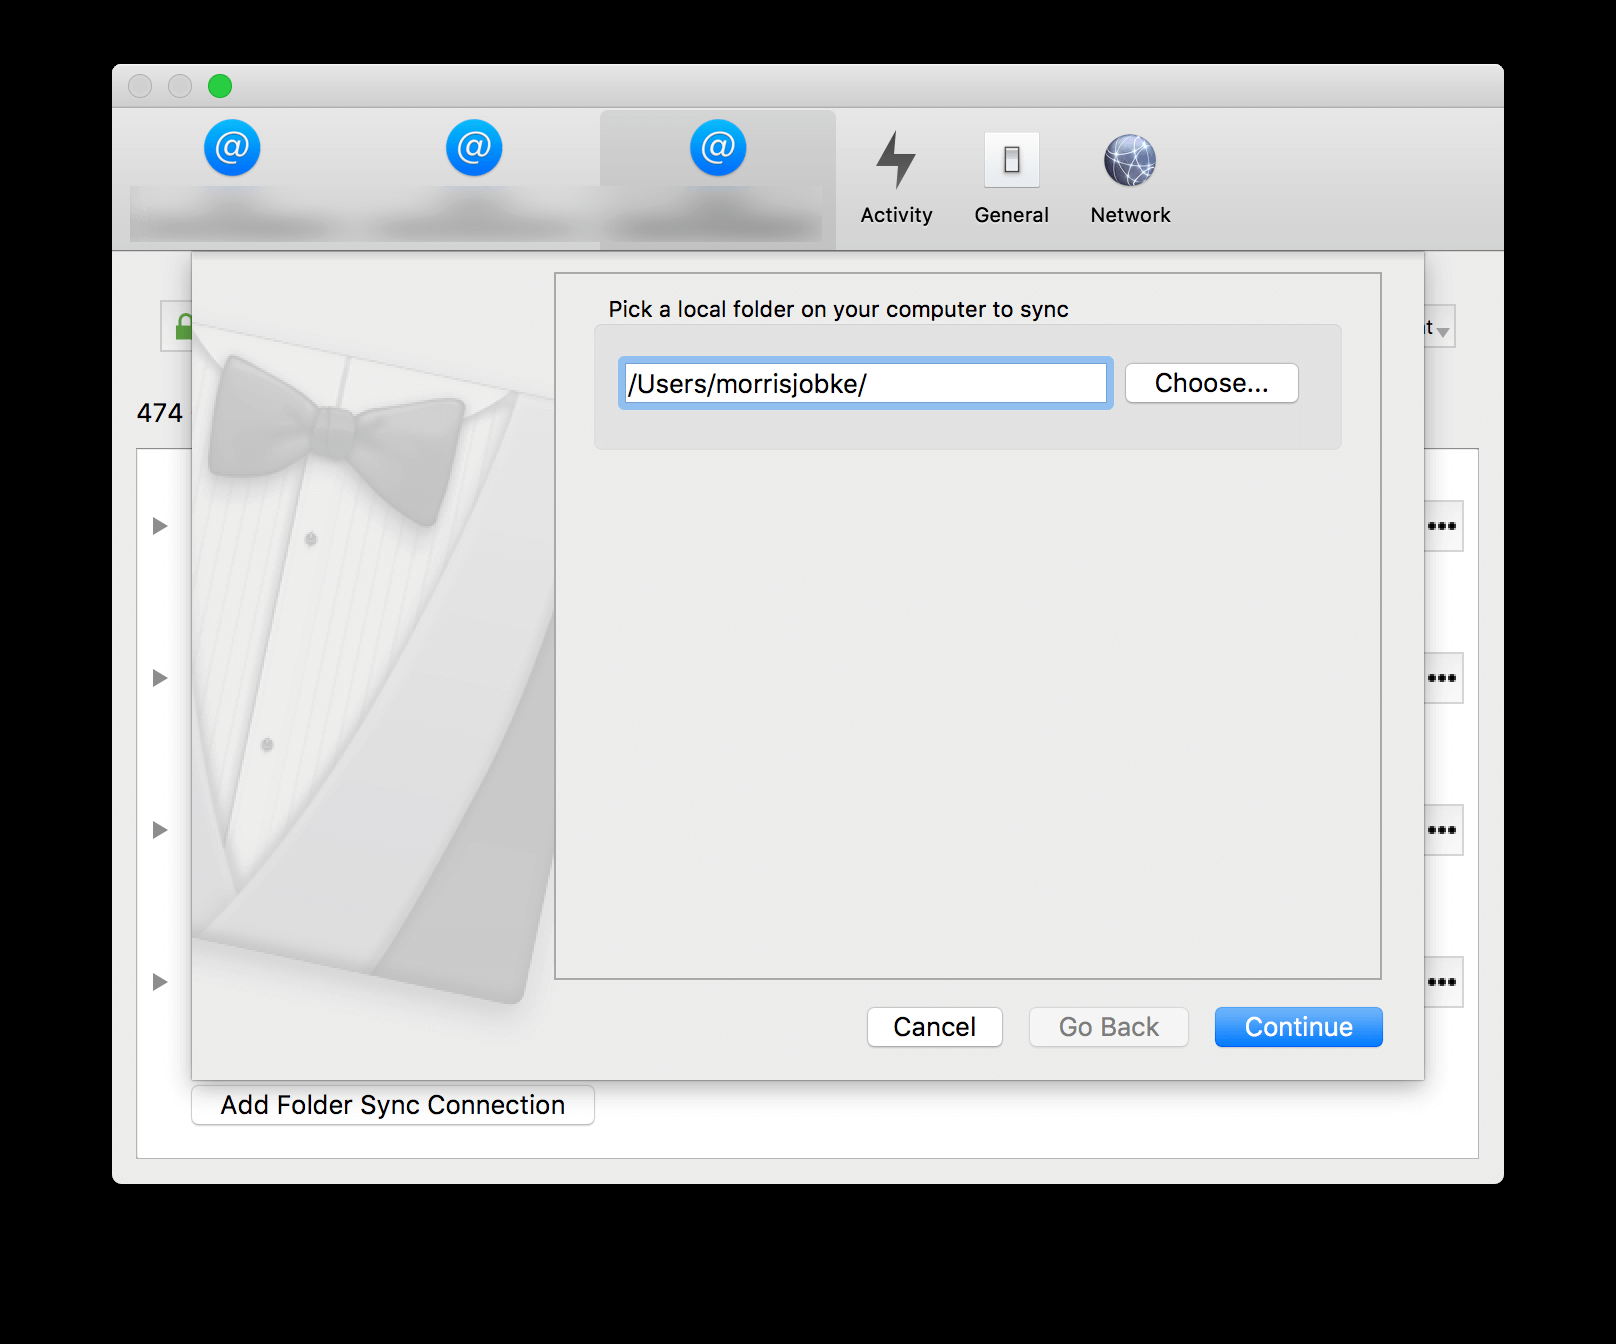 @ @ @
Activity General Network
Pick a local folder on your computer to sync
/Users/morrisjobke/ Choose...
474
Cancel Go Back Continue
Add Folder Sync Connection